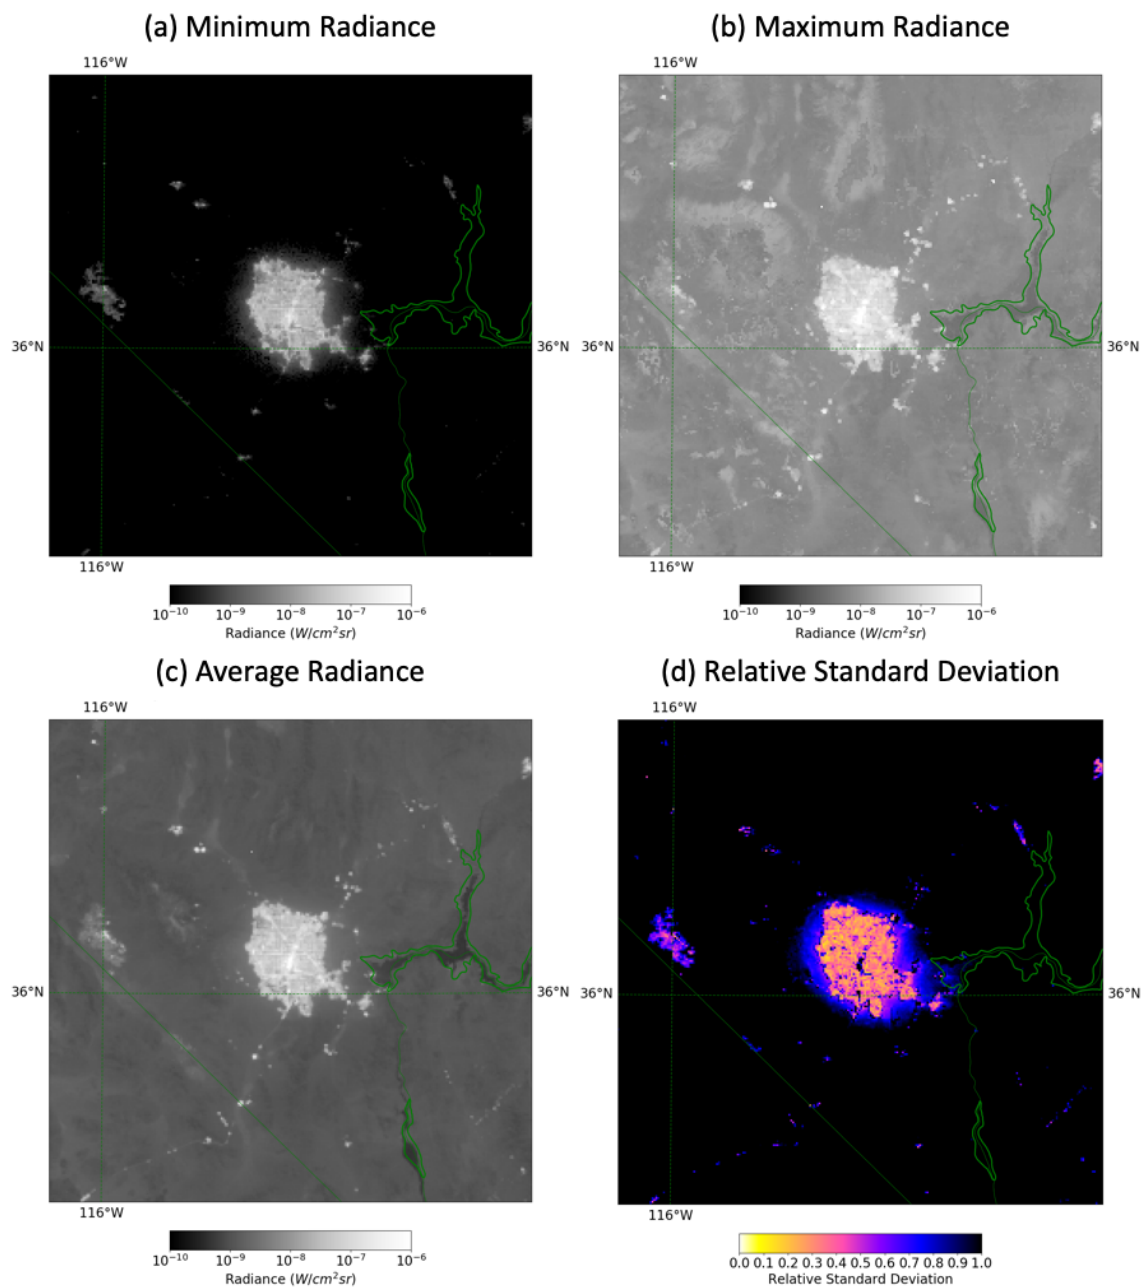 (a) Minimum Radiance
(b) Maximum Radiance
116°W
116°W
36°N
36°N
36°N
116°W
116°W
10⁻¹⁰ 10⁻⁹ 10⁻⁸ 10⁻⁷ 10⁻⁶
Radiance (W/cm²sr)
10⁻¹⁰ 10⁻⁹ 10⁻⁸ 10⁻⁷ 10⁻⁶
Radiance (W/cm²sr)
(c) Average Radiance
(d) Relative Standard Deviation
116°W
116°W
36°N
36°N
36°N
36°N
116°W
116°W
10⁻¹⁰ 10⁻⁹ 10⁻⁸ 10⁻⁷ 10⁻⁶
Radiance (W/cm²sr)
0.0 0.1 0.2 0.3 0.4 0.5 0.6 0.7 0.8 0.9 1.0
Relative Standard Deviation